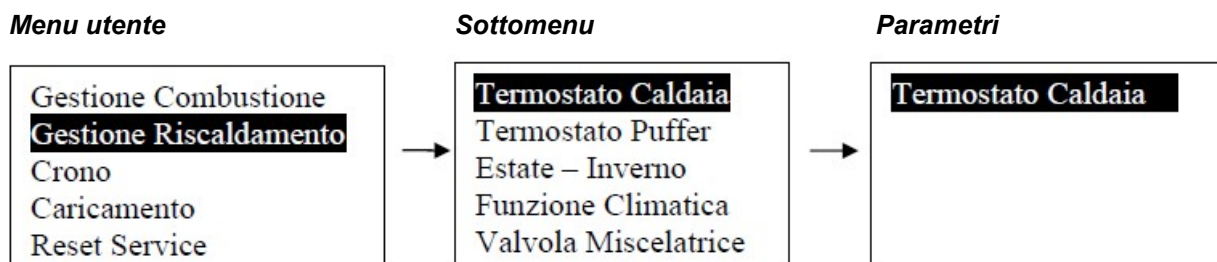 Menu utente
Sottomenu
Parametri
Gestione Combustione
Gestione Riscaldamento
Crono
Caricamento
Reset Service
Termostato Caldaia
Termostato Puffer
Estate – Inverno
Funzione Climatica
Valvola Miscelatrice
Termostato Caldaia